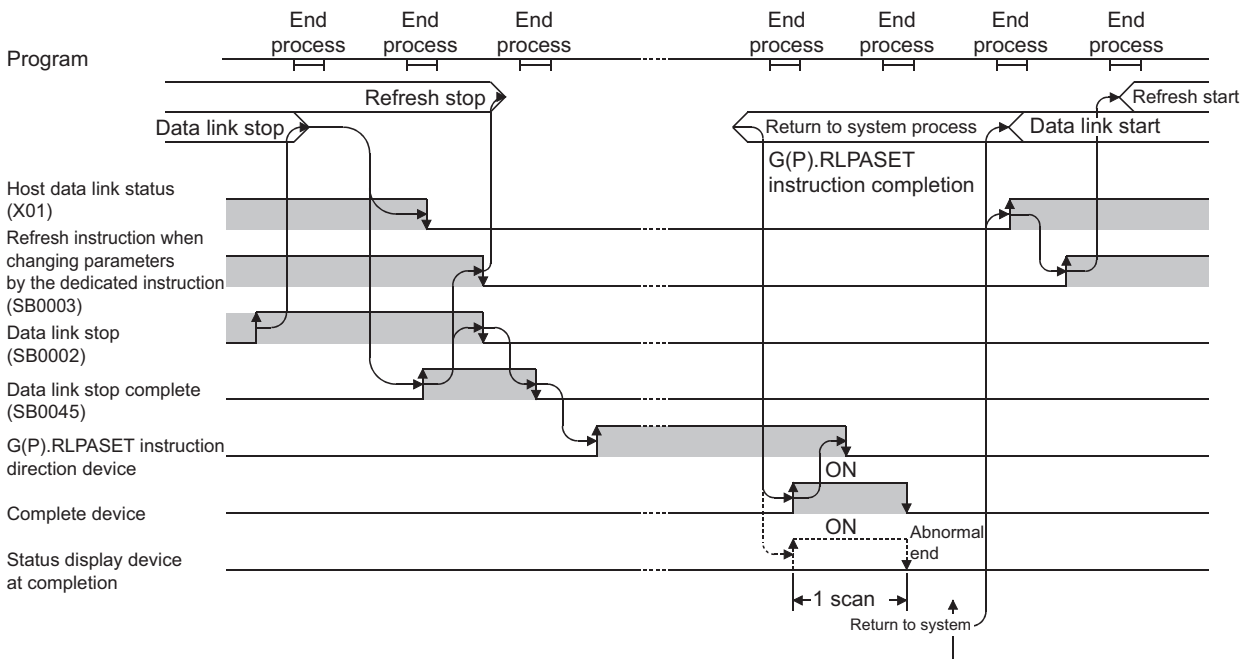 End process
End process
End process
End process
End process
End process
End process
Program
Refresh stop
Refresh start
Data link stop
Return to system process
Data link start
G(P).RLPASET
instruction completion
Host data link status
(X01)
Refresh instruction when
changing parameters
by the dedicated instruction
(SB0003)
Data link stop
(SB0002)
Data link stop complete
(SB0045)
G(P).RLPASET instruction
direction device
ON
Complete device
ON
Abnormal
end
Status display device
at completion
1 scan
Return to system